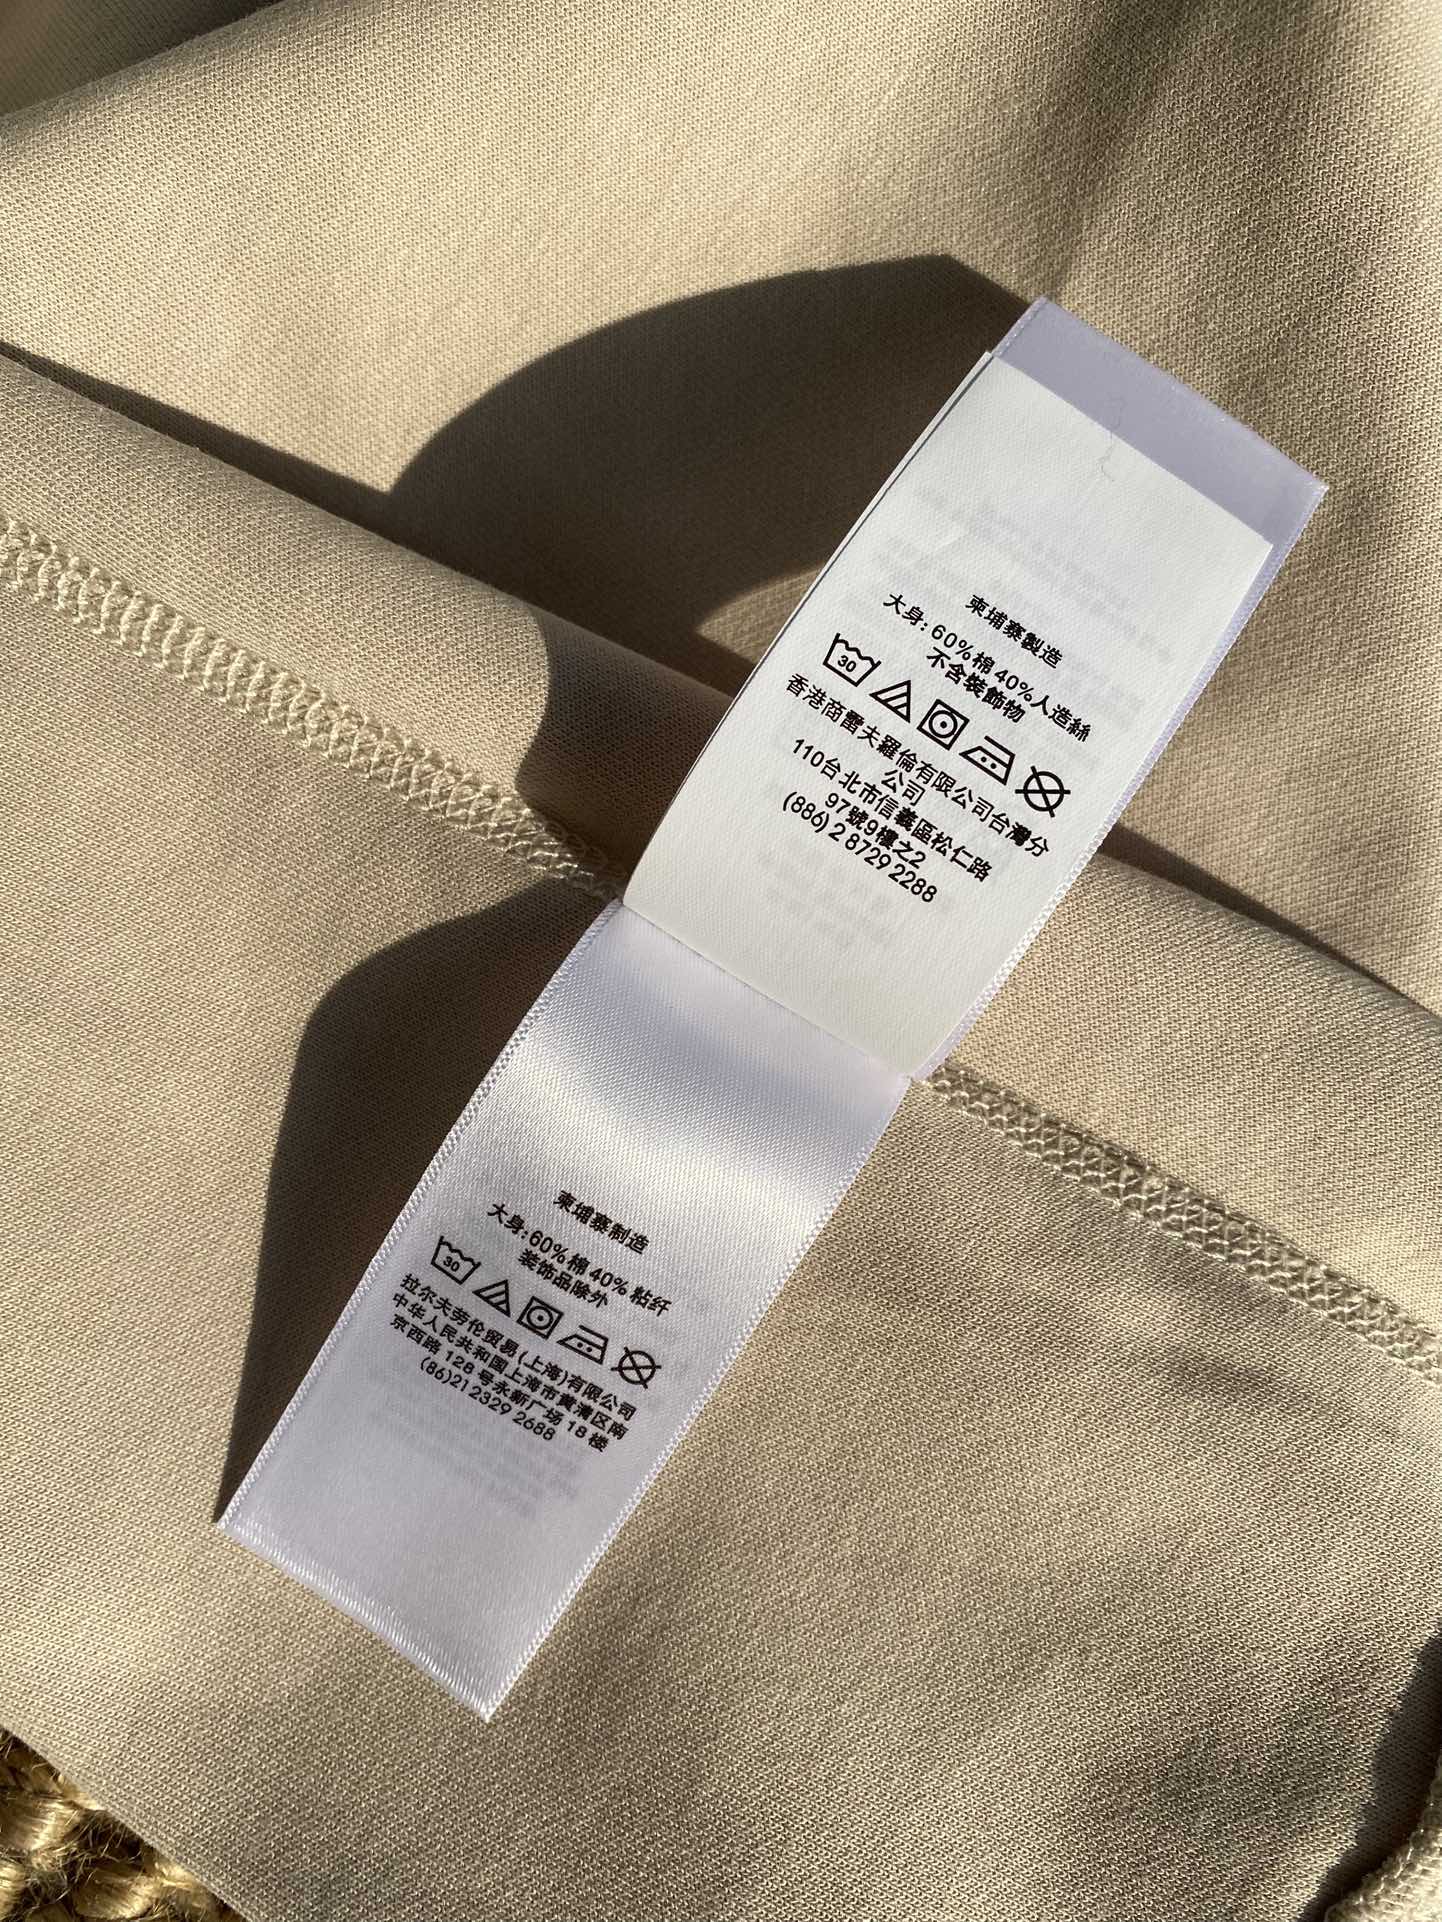 柬埔寨製造
大身: 60% 棉 40% 人造絲
不含裝飾物
30
香港商雷夫羅倫有限公司台灣分
公司
110台北市信義區松仁路
97號9樓之2
(886) 2 8729 2288
柬埔寨制造
大身: 60% 棉 40% 粘纤
装饰品除外
30
拉尔夫劳伦贸易(上海)有限公司
中华人民共和国上海市黄浦区南
京西路 128 号永新广场 18 楼
(86)21 2329 2688